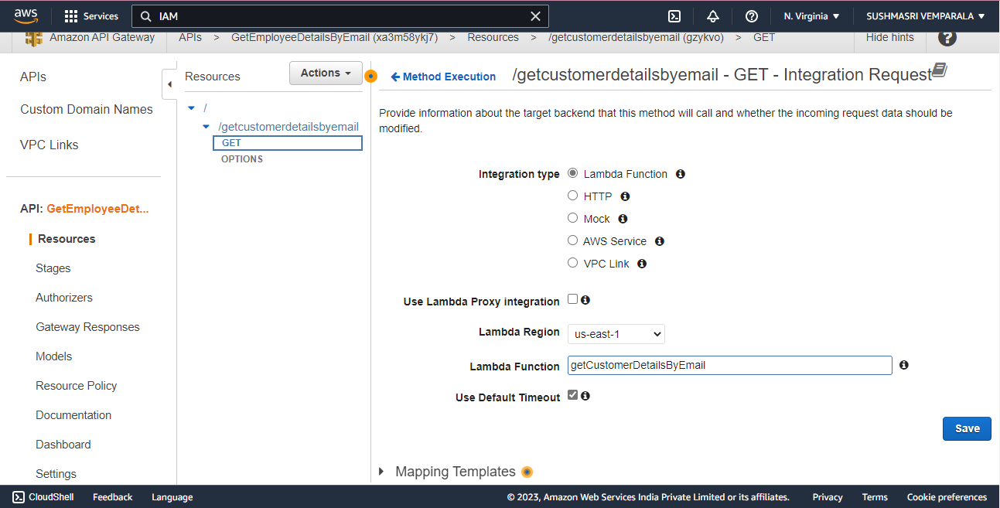 aws Services IAM N. Virginia SUSHMASRI VEMPARALA
Amazon API Gateway APIs > GetEmployeeDetailsByEmail (xa3m58ykj7) > Resources > /getcustomerdetailsbyemail (gzykvo) > GET Hide hints ?
APIs
Custom Domain Names
VPC Links
API: GetEmployeeDet...
Resources
Stages
Authorizers
Gateway Responses
Models
Resource Policy
Documentation
Dashboard
Settings
Resources Actions
/
/getcustomerdetailsbyemail
GET
OPTIONS
Method Execution /getcustomerdetailsbyemail - GET - Integration Request
Provide information about the target backend that this method will call and whether the incoming request data should be
modified.
Integration type Lambda Function
HTTP
Mock
AWS Service
VPC Link
Use Lambda Proxy integration
Lambda Region us-east-1
Lambda Function getCustomerDetailsByEmail
Use Default Timeout
Save
Mapping Templates
CloudShell Feedback Language © 2023, Amazon Web Services India Private Limited or its affiliates. Privacy Terms Cookie preferences